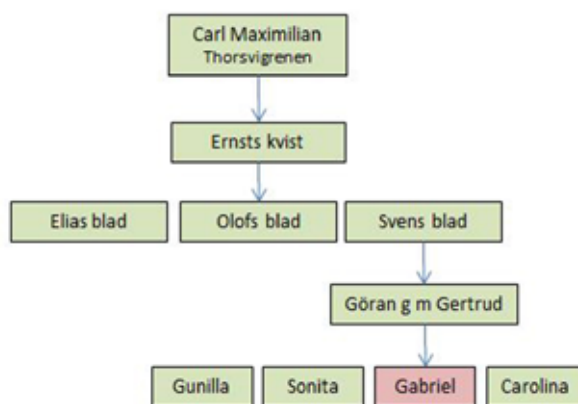 Carl Maximilian
Thorsvigrenen
Ernsts kvist
Elias blad
Olofs blad
Svens blad
Göran g m Gertrud
Gunilla
Sonita
Gabriel
Carolina